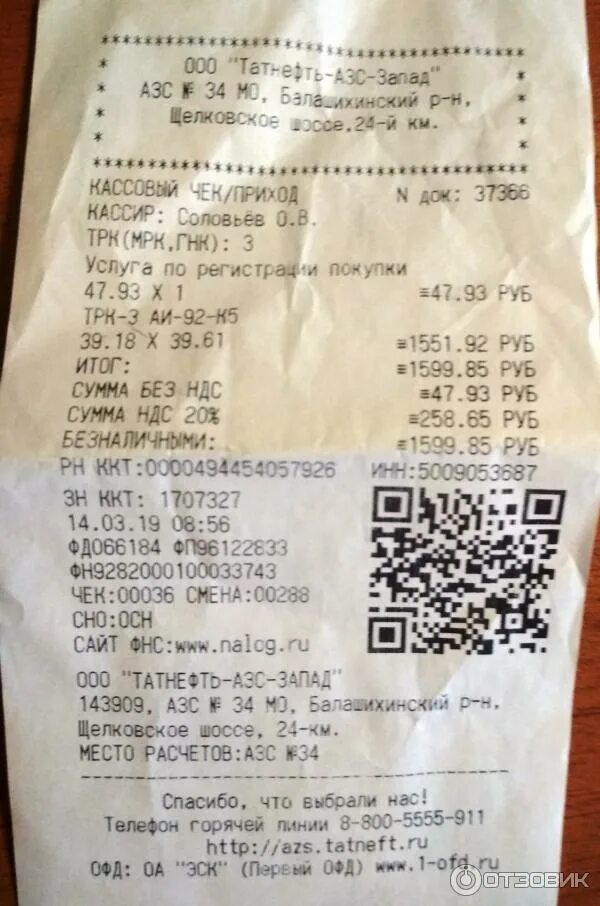 ****************************************
* ООО "Татнефть-АЗС-Запад" *
* АЗС № 34 МО, Балашихинский р-н, *
* Щелковское шоссе,24-й км. *
* *
****************************************
КАССОВЫЙ ЧЕК/ПРИХОД N док: 37366
КАССИР: Соловьёв О.В.
ТРК(МРК,ГНК): 3
Услуга по регистрации покупки
47.93 X 1 ≡47.93 РУБ
ТРК-3 АИ-92-К5
39.18 X 39.61 ≡1551.92 РУБ
ИТОГ: ≡1599.85 РУБ
СУММА БЕЗ НДС ≡47.93 РУБ
СУММА НДС 20% ≡258.65 РУБ
БЕЗНАЛИЧНЫМИ: ≡1599.85 РУБ
РН ККТ:0000494454057926 ИНН:5009053687
ЗН ККТ: 1707327
14.03.19 08:56
ФД066184 ФП96122833
ФН9282000100033743
ЧЕК:00036 СМЕНА:00288
СНО:ОСН
САЙТ ФНС:www.nalog.ru
ООО "ТАТНЕФТЬ-АЗС-ЗАПАД"
143909, АЗС № 34 МО, Балашихинский р-н,
Щелковское шоссе, 24-км.
МЕСТО РАСЧЕТОВ:АЗС №34
Спасибо, что выбрали нас!
Телефон горячей линии 8-800-5555-911
http://azs.tatneft.ru
ОФД: ОА "ЭСК" (Первый ОФД) www.1-ofd.ru
ОТЗОВИК